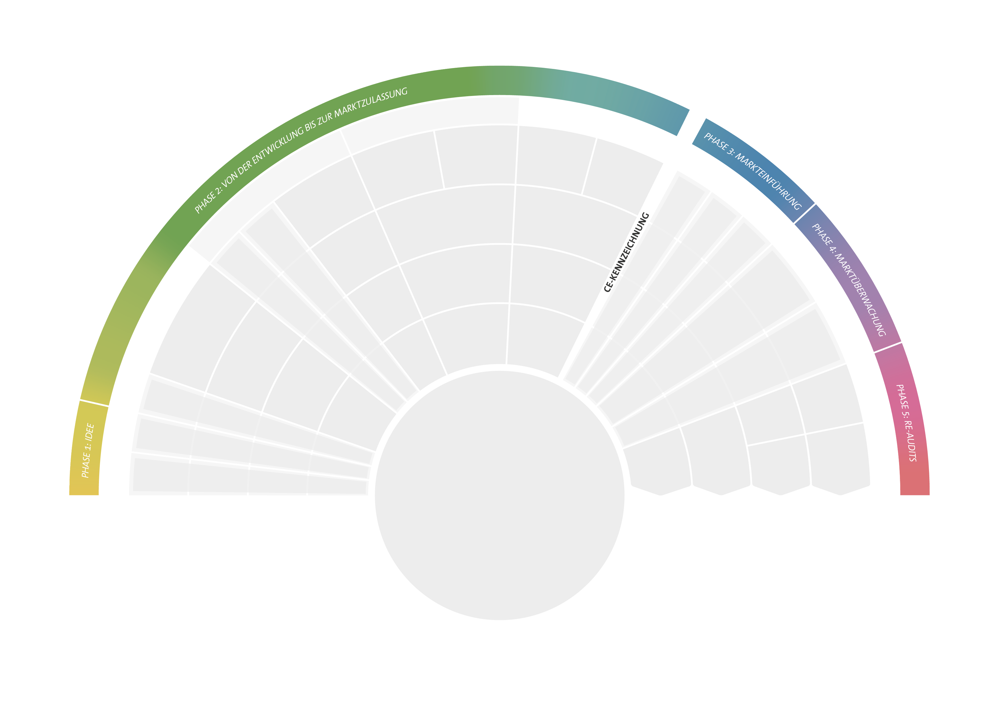 PHASE 1: IDEE
PHASE 2: VON DER ENTWICKLUNG BIS ZUR MARKTZULASSUNG
CE-KENNZEICHNUNG
PHASE 3: MARKTEINFÜHRUNG
PHASE 4: MARKTÜBERWACHUNG
PHASE 5: RE-AUDITS